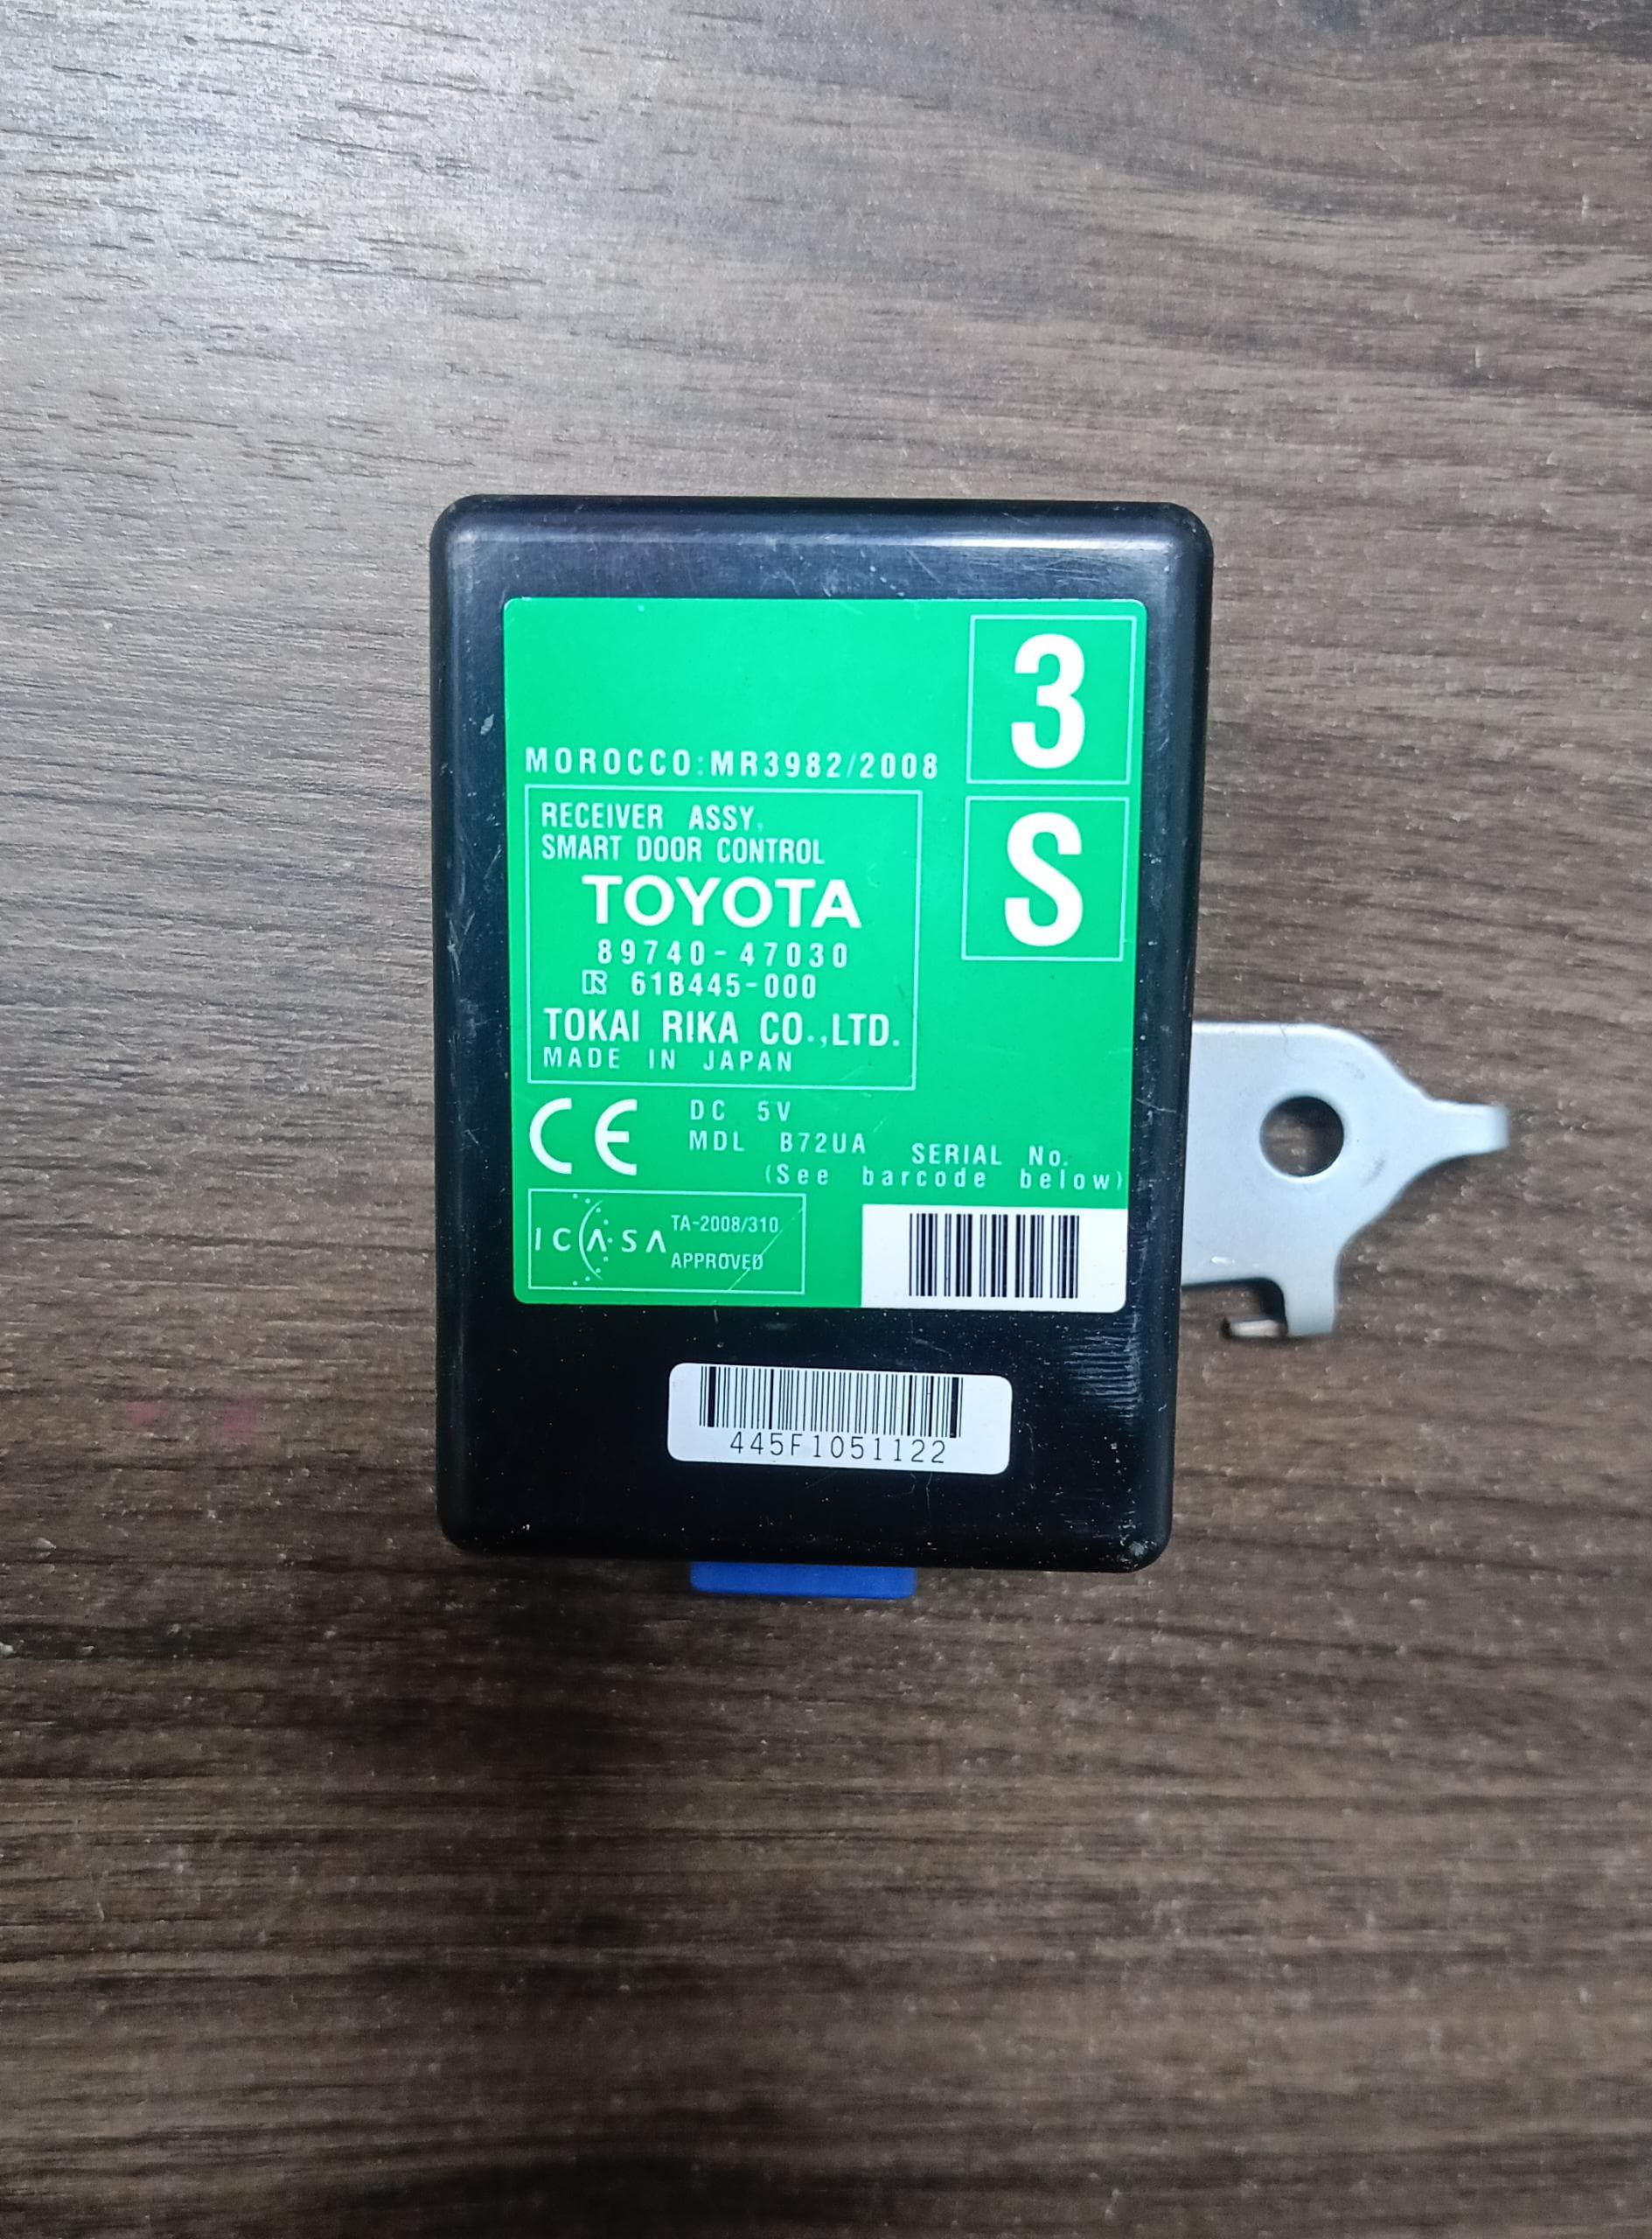 3
MOROCCO:MR3982/2008
S
RECEIVER ASSY,
SMART DOOR CONTROL
TOYOTA
89740-47030
61B445-000
TOKAI RIKA CO.,LTD.
MADE IN JAPAN
CE
DC 5V
MDL B72UA
SERIAL No.
(See barcode below)
ICASA
TA-2008/310
APPROVED
445F1051122